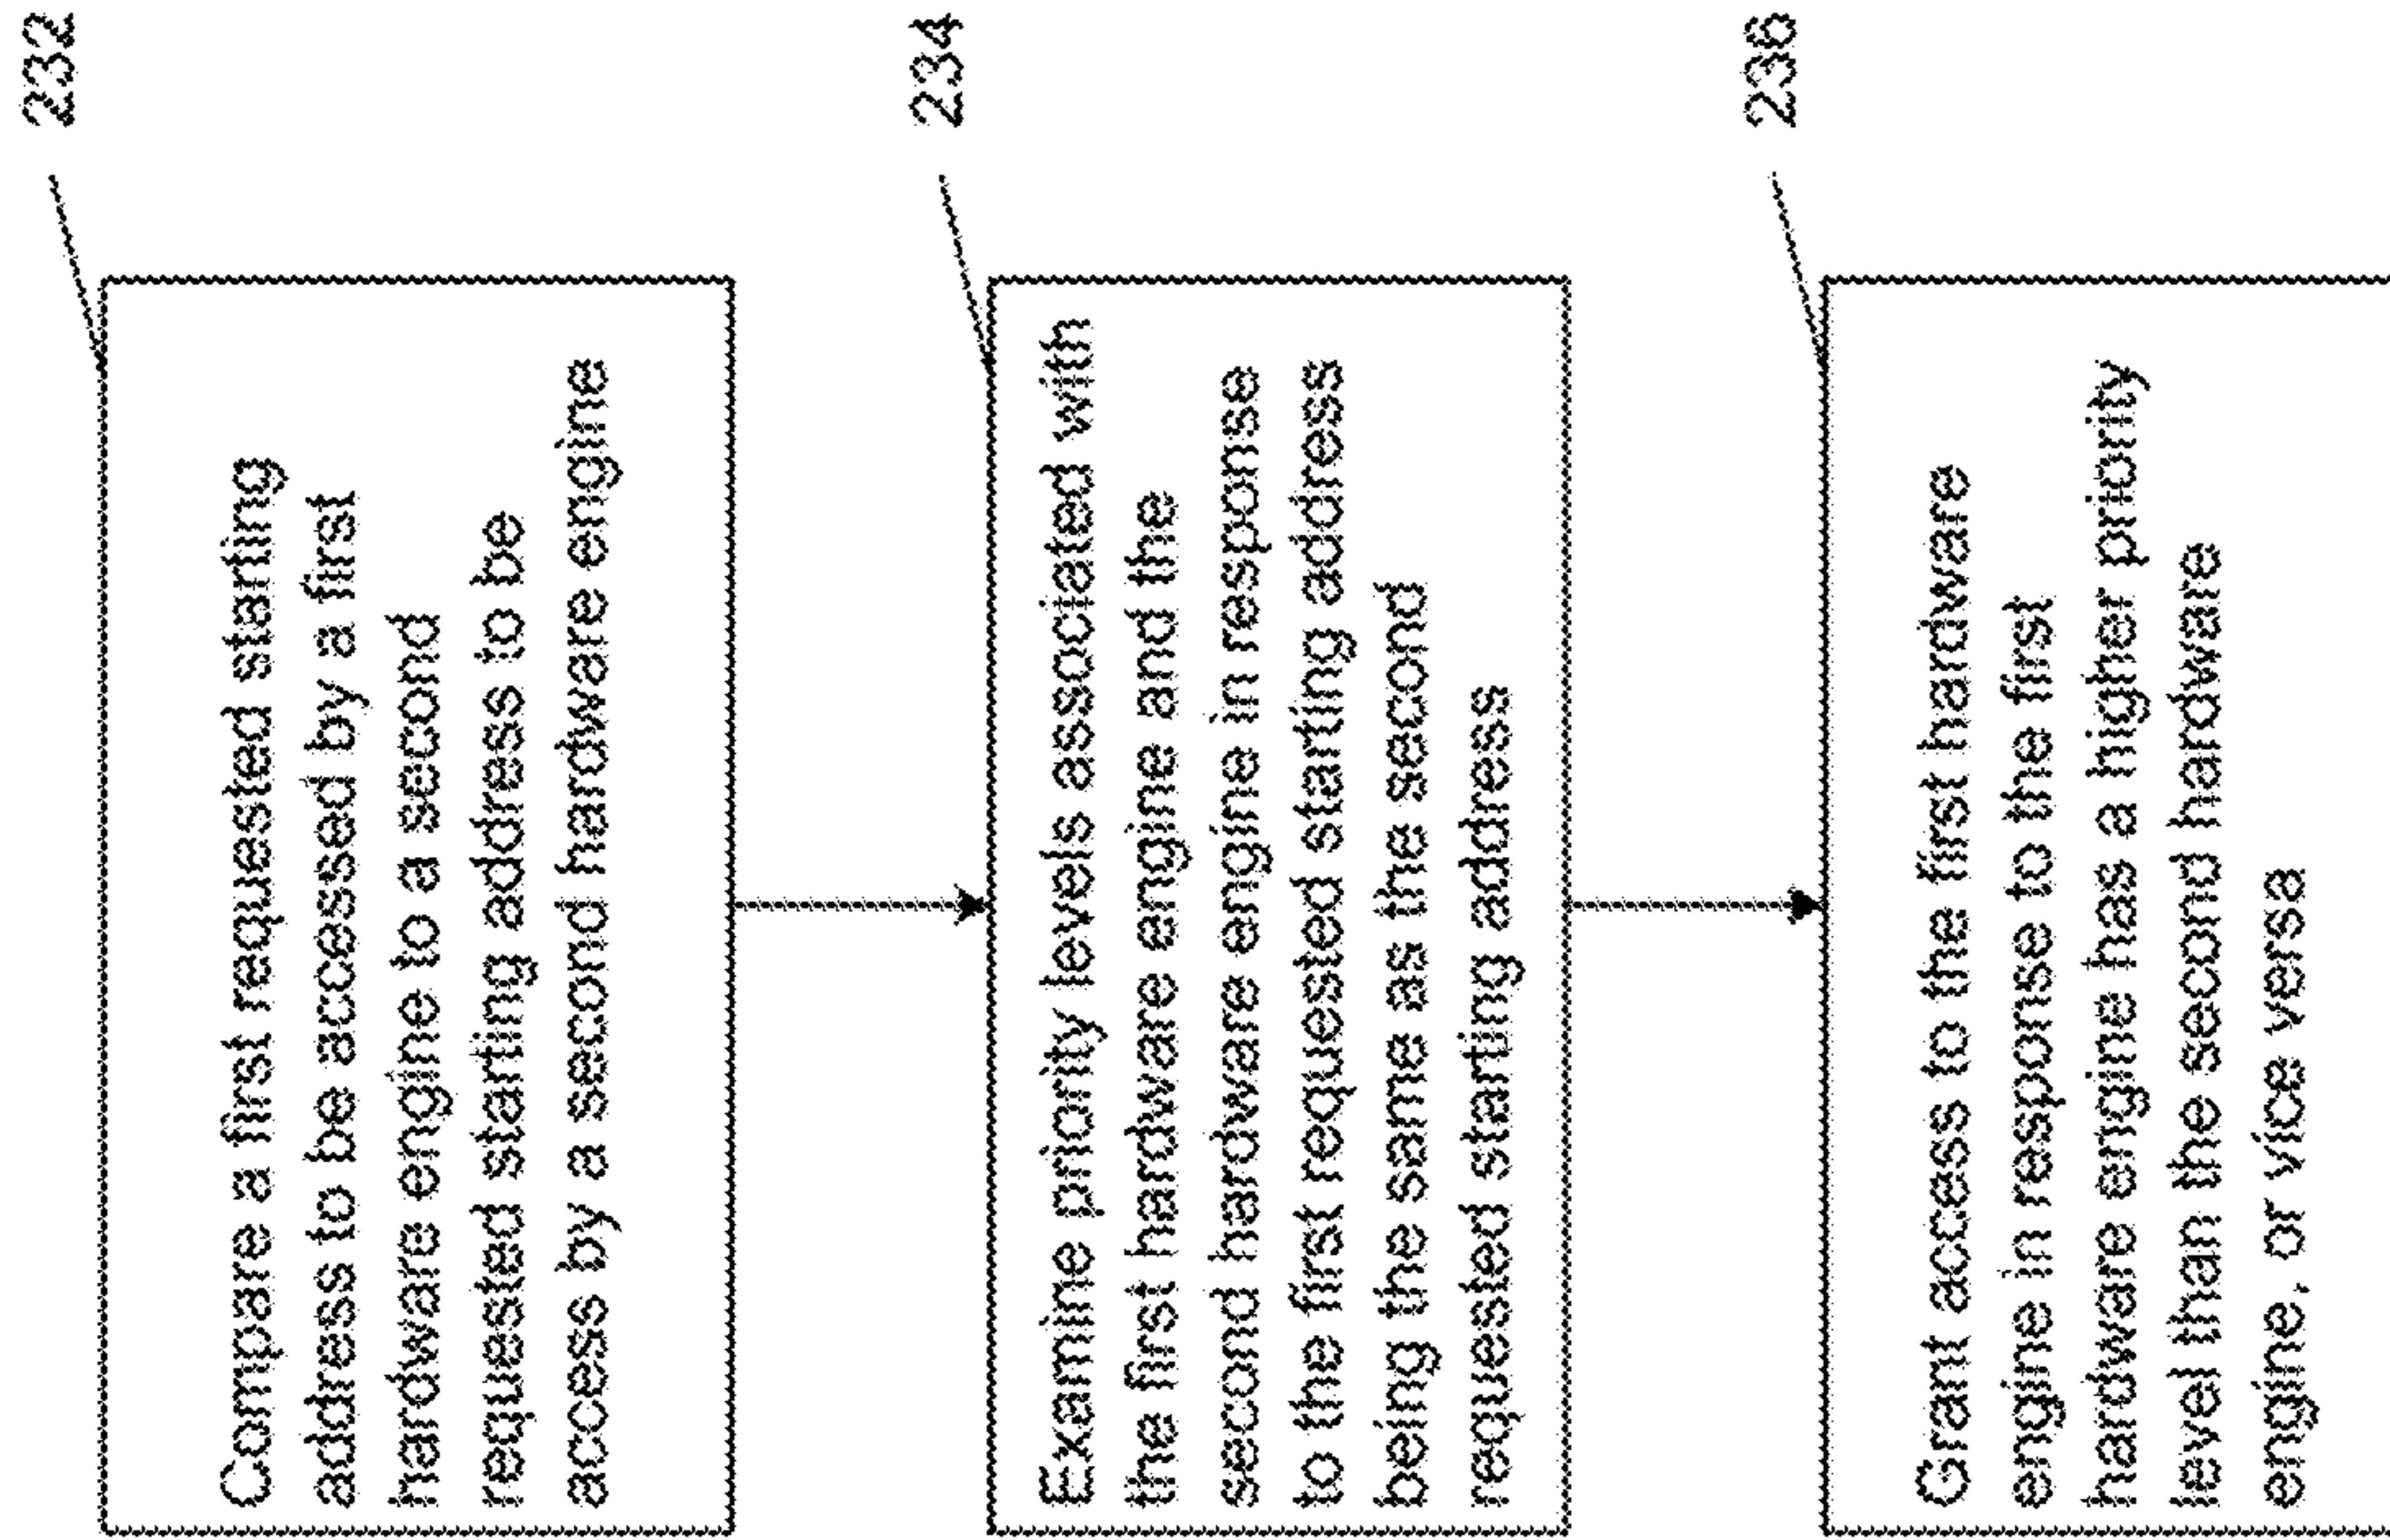 232
Compare a first requested starting
address to be accessed by a first
hardware engine to a second
requested starting address to be
access by a second hardware engine
234
Examine priority levels associated with
the first hardware engine and the
second hardware engine in response
to the first requested starting address
being the same as the second
requested starting address
236
Grant access to the first hardware
engine in response to the first
hardware engine has a higher priority
level than the second hardware
engine, or vice versa